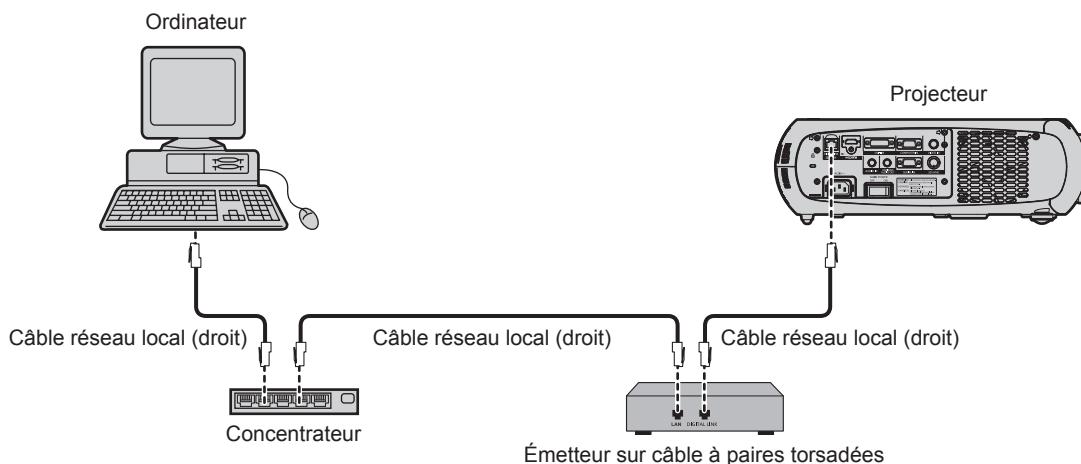 Ordinateur
Projecteur
Câble réseau local (droit)
Câble réseau local (droit)
Câble réseau local (droit)
LAN
DIGITAL LINK
Concentrateur
Émetteur sur câble à paires torsadées